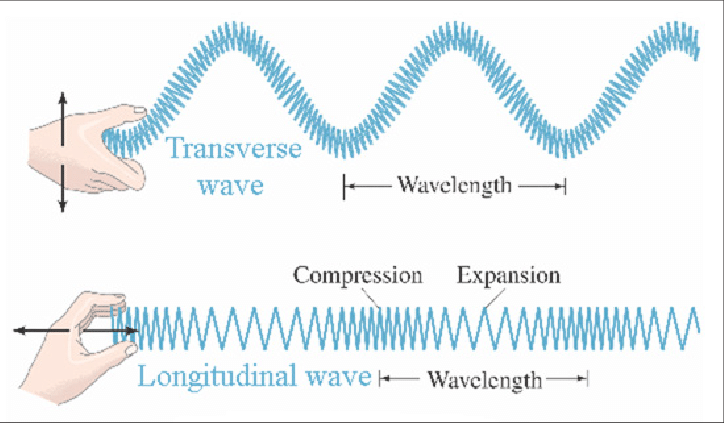 Transverse
wave
Wavelength
Compression
Expansion
Longitudinal wave
Wavelength